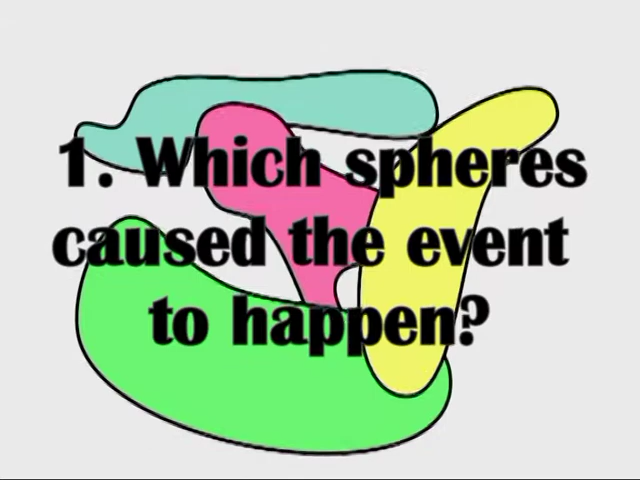 1. Which spheres
caused the event
to happen?